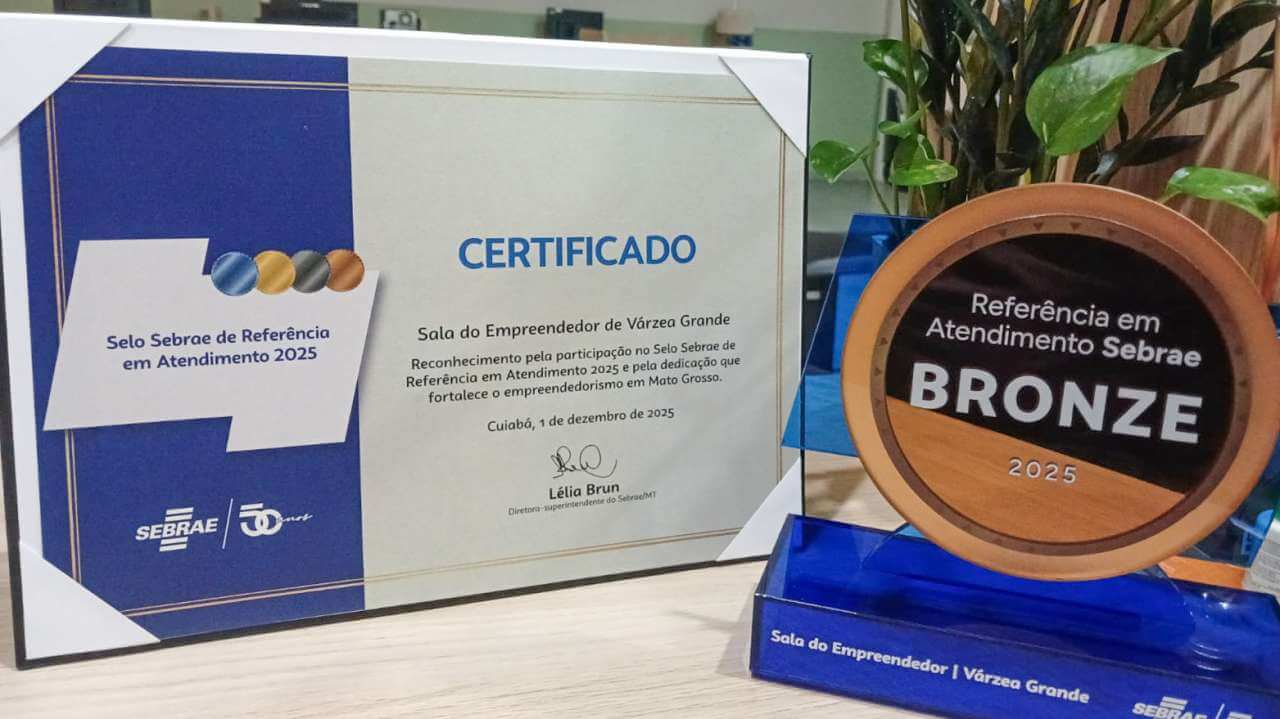 CERTIFICADO
Selo Sebrae de Referência
em Atendimento 2025
Sala do Empreendedor de Várzea Grande
Reconhecimento pela participação no Selo Sebrae de
Referência em Atendimento 2025 e pela dedicação que
fortalece o empreendedorismo em Mato Grosso.
Cuiabá, 1 de dezembro de 2025
Lélia Brun
Diretora-superintendente do Sebrae/MT
SEBRAE
50 anos
Referência em
Atendimento Sebrae
BRONZE
2025
Sala do Empreendedor | Várzea Grande
SEBRAE